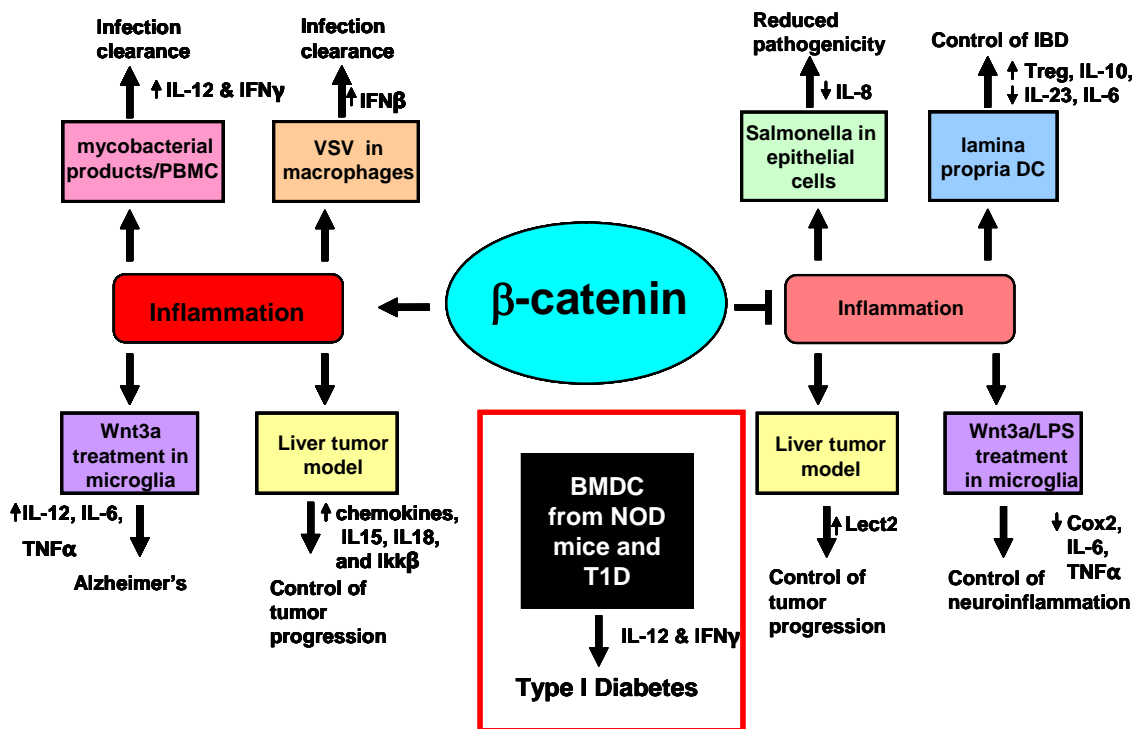 Infection
clearance
IL-12 & IFNγ
mycobacterial
products/PBMC
Infection
clearance
IFNβ
VSV in
macrophages
Reduced
pathogenicity
IL-8
Salmonella in
epithelial
cells
Control of IBD
Treg, IL-10,
IL-23, IL-6
lamina
propria DC
Inflammation
β-catenin
Inflammation
Wnt3a
treatment in
microglia
IL-12, IL-6,
TNFα
Alzheimer's
Liver tumor
model
chemokines,
IL15, IL18,
and Ikkβ
Control of
tumor
progression
BMDC
from NOD
mice and
T1D
IL-12 & IFNγ
Type I Diabetes
Liver tumor
model
Lect2
Control of
tumor
progression
Wnt3a/LPS
treatment
in microglia
Cox2,
IL-6,
TNFα
Control of
neuroinflammation